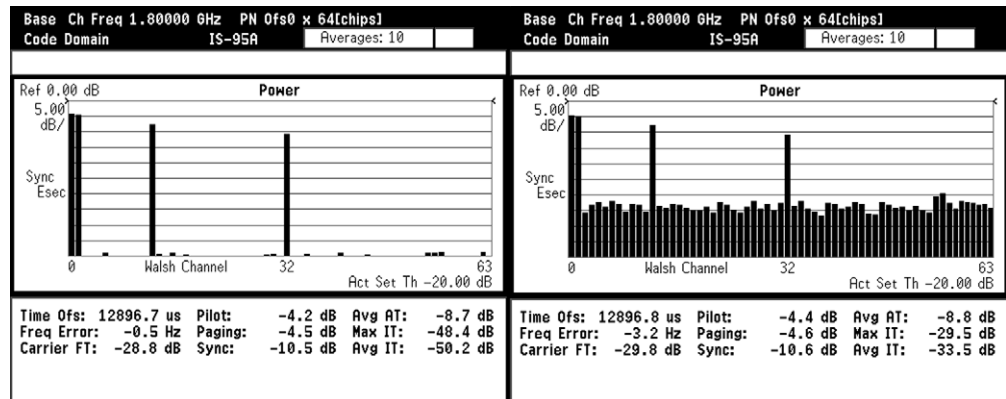 Base Ch Freq 1.80000 GHz PN Ofs0 x 64[chips]
Code Domain IS-95A Averages: 10
Ref 0.00 dB
Power
5.00
dB/
Sync
Esec
0 Walsh Channel 32 63
Act Set Th -20.00 dB
Time Ofs: 12896.7 us Pilot: -4.2 dB Avg AT: -8.7 dB
Freq Error: -0.5 Hz Paging: -4.5 dB Max IT: -48.4 dB
Carrier FT: -28.8 dB Sync: -10.5 dB Avg IT: -50.2 dB
Base Ch Freq 1.80000 GHz PN Ofs0 x 64[chips]
Code Domain IS-95A Averages: 10
Ref 0.00 dB
Power
5.00
dB/
Sync
Esec
0 Walsh Channel 32 63
Act Set Th -20.00 dB
Time Ofs: 12896.8 us Pilot: -4.4 dB Avg AT: -8.8 dB
Freq Error: -3.2 Hz Paging: -4.6 dB Max IT: -29.5 dB
Carrier FT: -29.8 dB Sync: -10.6 dB Avg IT: -33.5 dB